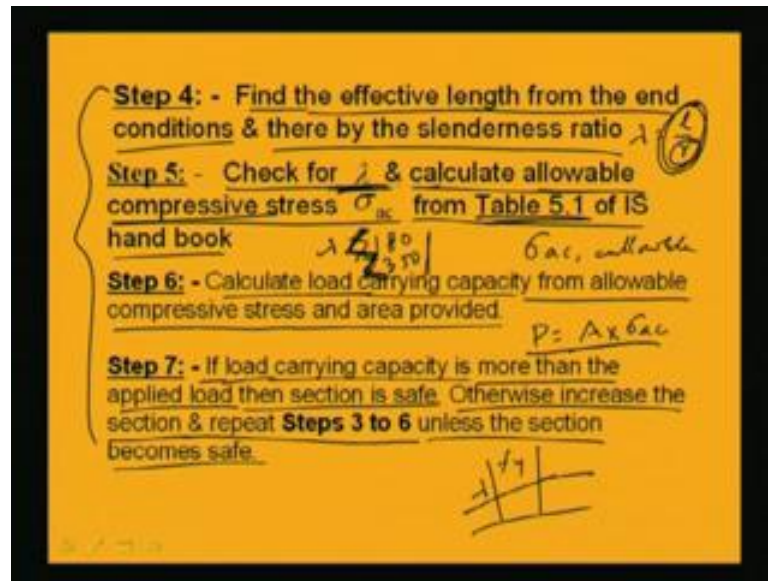 Step 4: - Find the effective length from the end
conditions & there by the slenderness ratio λ = L/r
Step 5: - Check for λ & calculate allowable
compressive stress σac from Table 5.1 of IS
hand book
λ 180
350
σac, allowable
Step 6: - Calculate load carrying capacity from allowable
compressive stress and area provided.
P = A x σac
Step 7: - If load carrying capacity is more than the
applied load then section is safe. Otherwise increase the
section & repeat Steps 3 to 6 unless the section
becomes safe.
λ